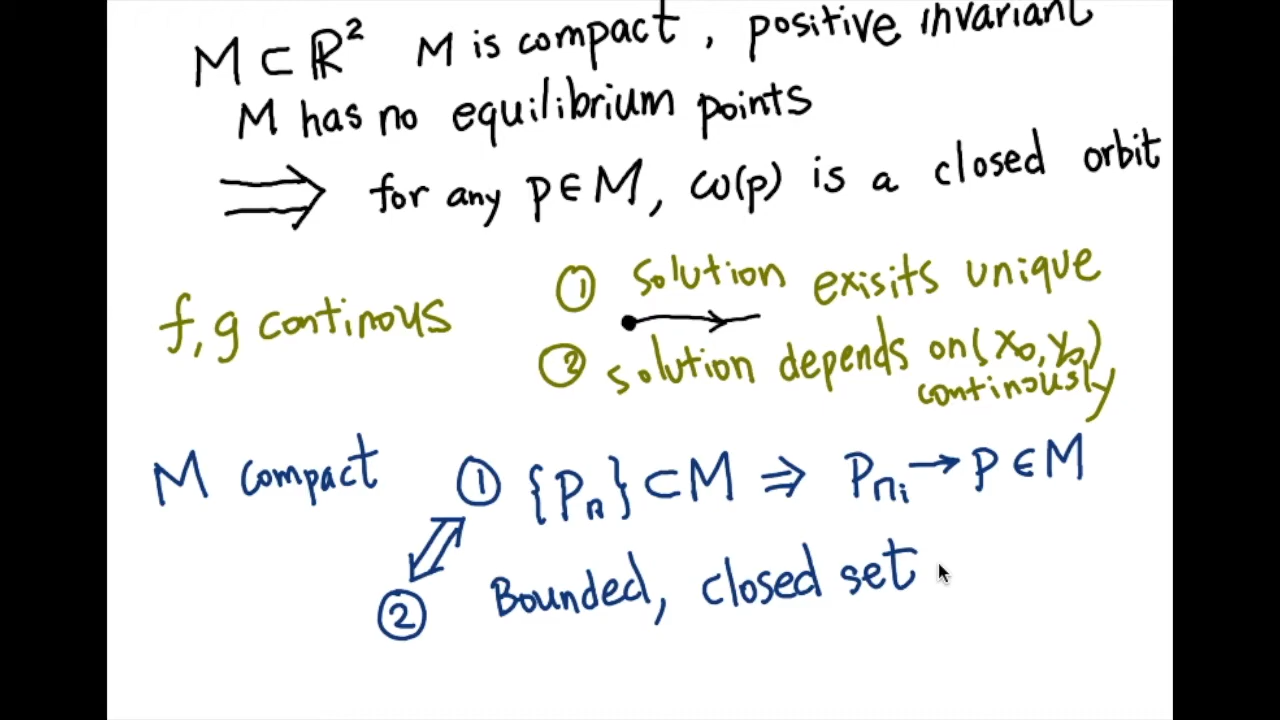 M ⊂ ℝ² M is compact, positive invariant
M has no equilibrium points
⟹ for any p ∈ M, ω(p) is a closed orbit
f, g continous ① solution exisits unique
② solution depends on (x₀, y₀)
continously
M compact ① {Pₙ} ⊂ M ⇒ Pₙᵢ → p ∈ M
⇕
② Bounded, closed set